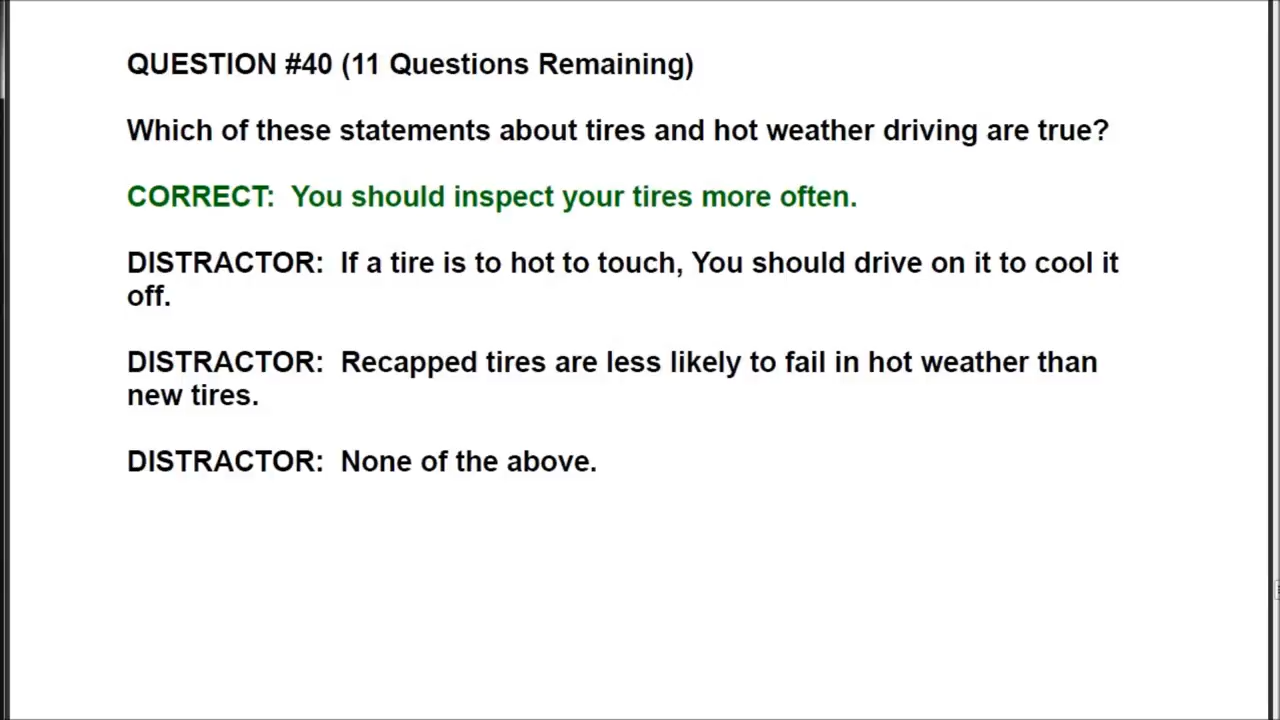 QUESTION #40 (11 Questions Remaining)
Which of these statements about tires and hot weather driving are true?
CORRECT:  You should inspect your tires more often.
DISTRACTOR:  If a tire is to hot to touch, You should drive on it to cool it
off.
DISTRACTOR:  Recapped tires are less likely to fail in hot weather than
new tires.
DISTRACTOR:  None of the above.